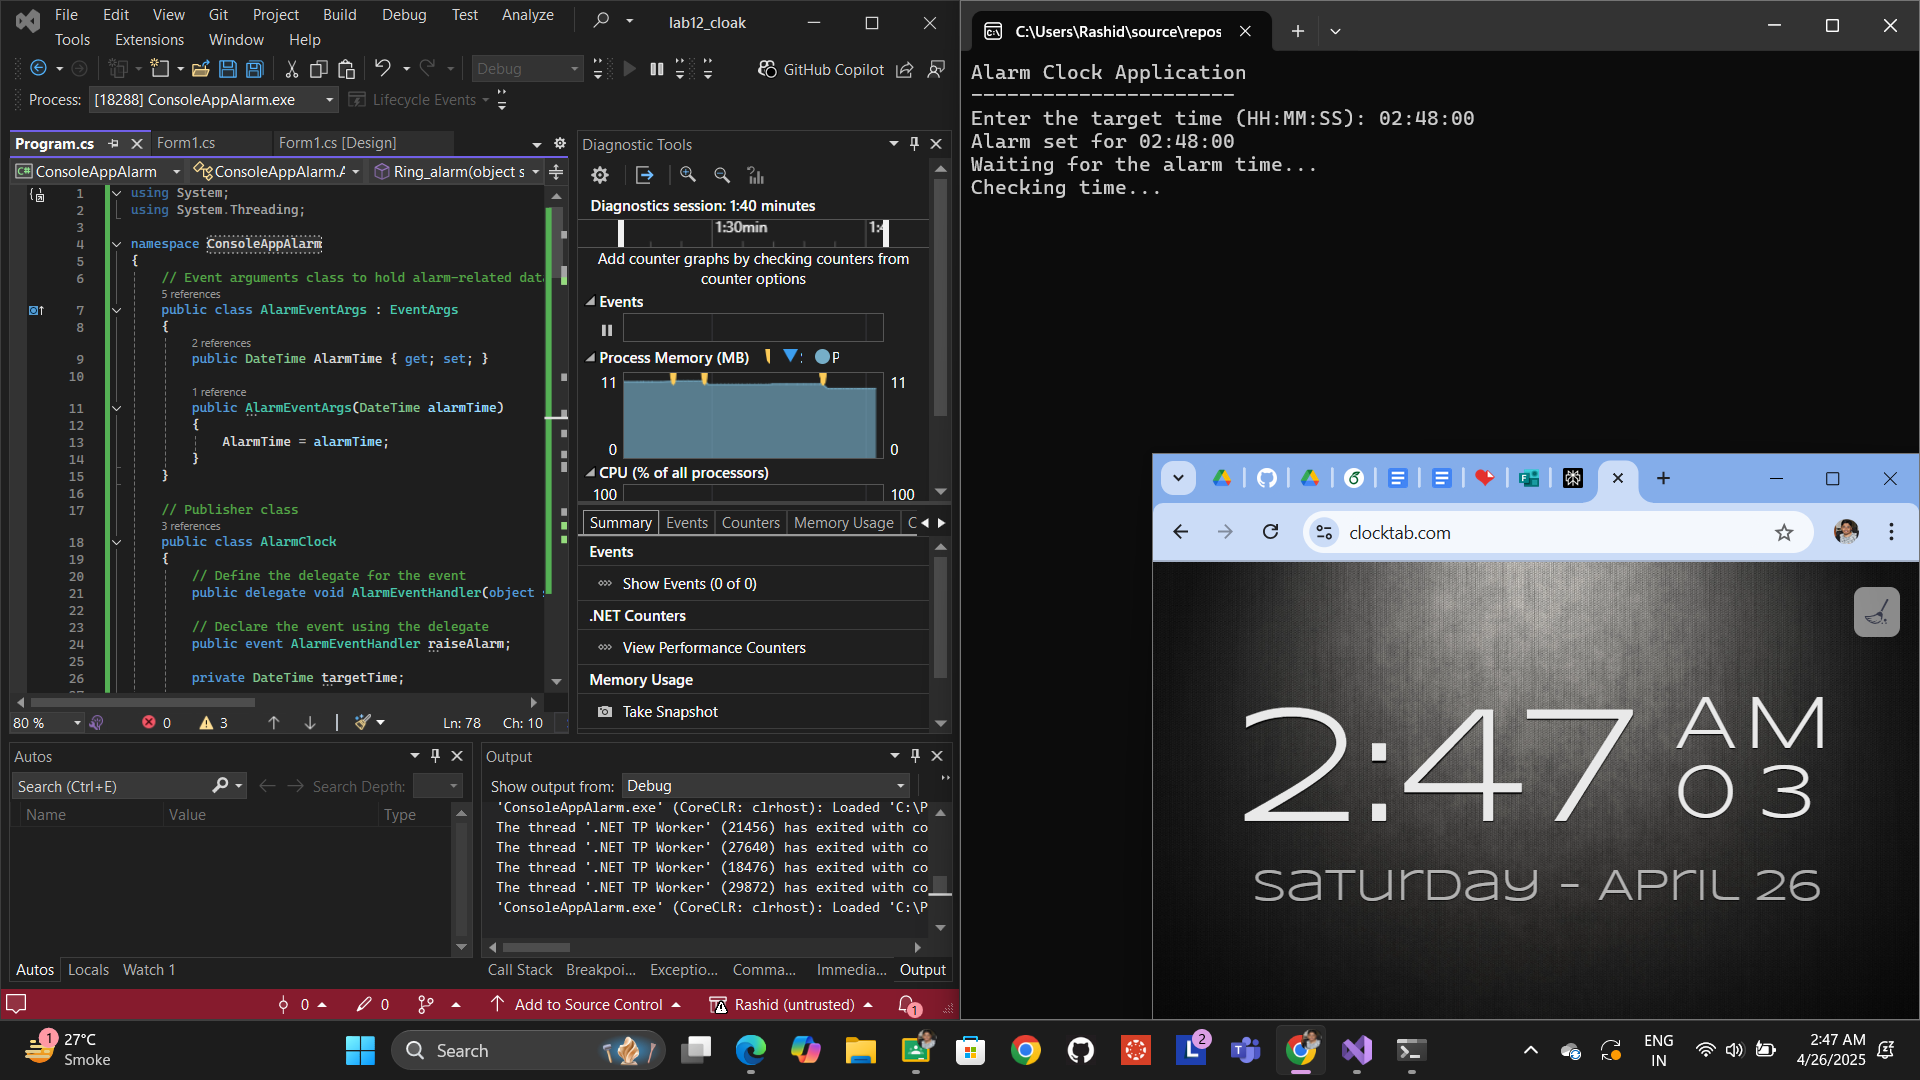 File Edit View Git Project Build Debug Test Analyze
lab12_cloak
Tools Extensions Window Help
Debug
GitHub Copilot
Process: [18288] ConsoleAppAlarm.exe
Lifecycle Events
Program.cs
Form1.cs
Form1.cs [Design]
ConsoleAppAlarm
ConsoleAppAlarm.A
Ring_alarm(object s
1 using System;
2 using System.Threading;
3
4 namespace ConsoleAppAlarm
5 {
6 // Event arguments class to hold alarm-related dat
5 references
7 public class AlarmEventArgs : EventArgs
8 {
2 references
9 public DateTime AlarmTime { get; set; }
10
1 reference
11 public AlarmEventArgs(DateTime alarmTime)
12 {
13 AlarmTime = alarmTime;
14 }
15 }
16
17 // Publisher class
3 references
18 public class AlarmClock
19 {
20 // Define the delegate for the event
21 public delegate void AlarmEventHandler(object
22
23 // Declare the event using the delegate
24 public event AlarmEventHandler raiseAlarm;
25
26 private DateTime targetTime;
80 %
0
3
Ln: 78 Ch: 10
Diagnostic Tools
Diagnostics session: 1:40 minutes
1:30min
1:4
Add counter graphs by checking counters from
counter options
Events
Process Memory (MB)
P
11
11
0
0
CPU (% of all processors)
100
100
Summary Events Counters Memory Usage C
Events
Show Events (0 of 0)
.NET Counters
View Performance Counters
Memory Usage
Take Snapshot
Autos
Search (Ctrl+E)
Search Depth:
Name Value Type
Autos Locals Watch 1
Output
Show output from: Debug
'ConsoleAppAlarm.exe' (CoreCLR: clrhost): Loaded 'C:\P
The thread '.NET TP Worker' (21456) has exited with co
The thread '.NET TP Worker' (27640) has exited with co
The thread '.NET TP Worker' (18476) has exited with co
The thread '.NET TP Worker' (29872) has exited with co
'ConsoleAppAlarm.exe' (CoreCLR: clrhost): Loaded 'C:\P
Call Stack Breakpoi... Exceptio... Comma... Immedia... Output
0
0
Add to Source Control
Rashid (untrusted)
1
C:\Users\Rashid\source\repos
Alarm Clock Application
----------------------
Enter the target time (HH:MM:SS): 02:48:00
Alarm set for 02:48:00
Waiting for the alarm time...
Checking time...
clocktab.com
2:47
AM
03
Saturday - April 26
1
27°C
Smoke
Search
L
2
ENG
IN
2:47 AM
4/26/2025